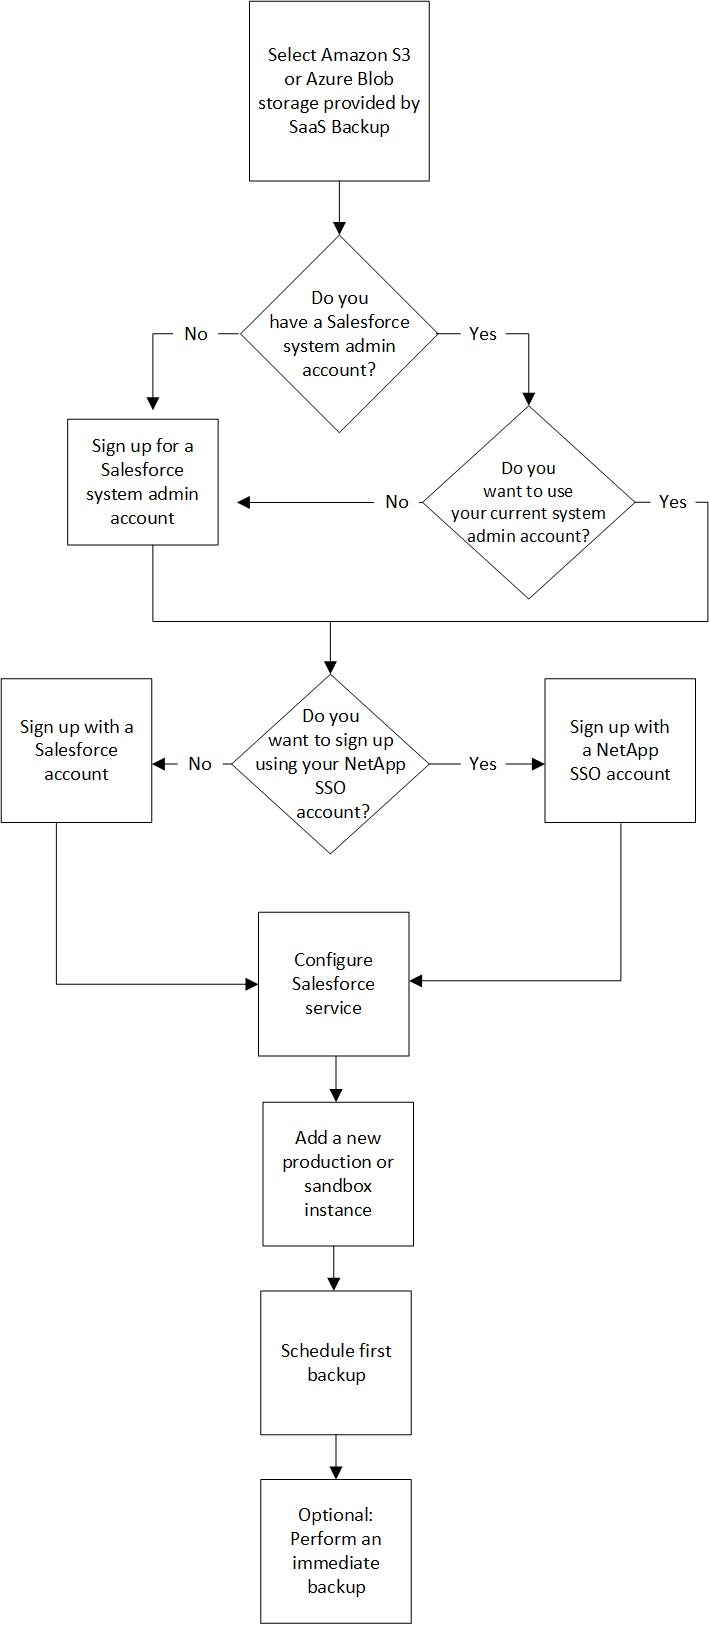 Select Amazon S3
or Azure Blob
storage provided by
SaaS Backup
Do you
have a Salesforce
system admin
account?
No
Yes
Sign up for a
Salesforce
system admin
account
Do you
want to use
your current system
admin account?
No
Yes
Sign up with a
Salesforce
account
Do you
want to sign up
using your NetApp
SSO
account?
No
Yes
Sign up with
a NetApp
SSO account
Configure
Salesforce
service
Add a new
production or
sandbox
instance
Schedule first
backup
Optional:
Perform an
immediate
backup